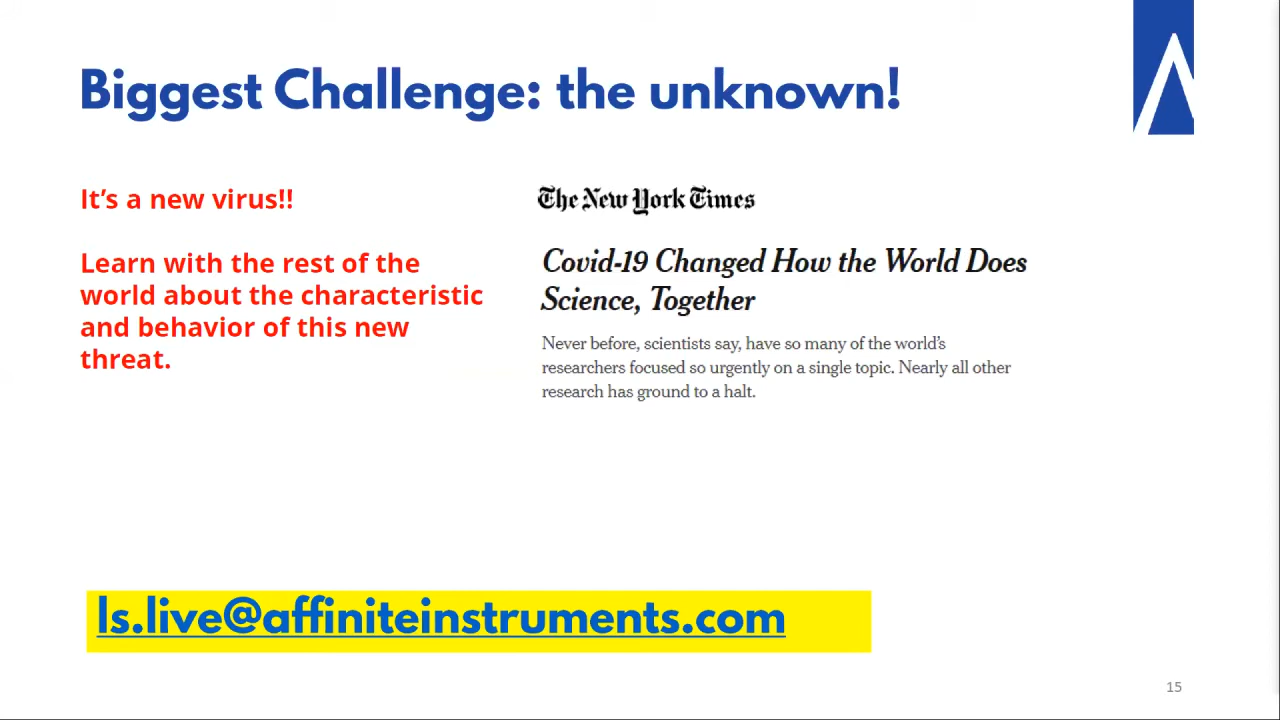 Biggest Challenge: the unknown!
It's a new virus!!
Learn with the rest of the
world about the characteristic
and behavior of this new
threat.
The New York Times
Covid-19 Changed How the World Does
Science, Together
Never before, scientists say, have so many of the world's
researchers focused so urgently on a single topic. Nearly all other
research has ground to a halt.
ls.live@affiniteinstruments.com
15